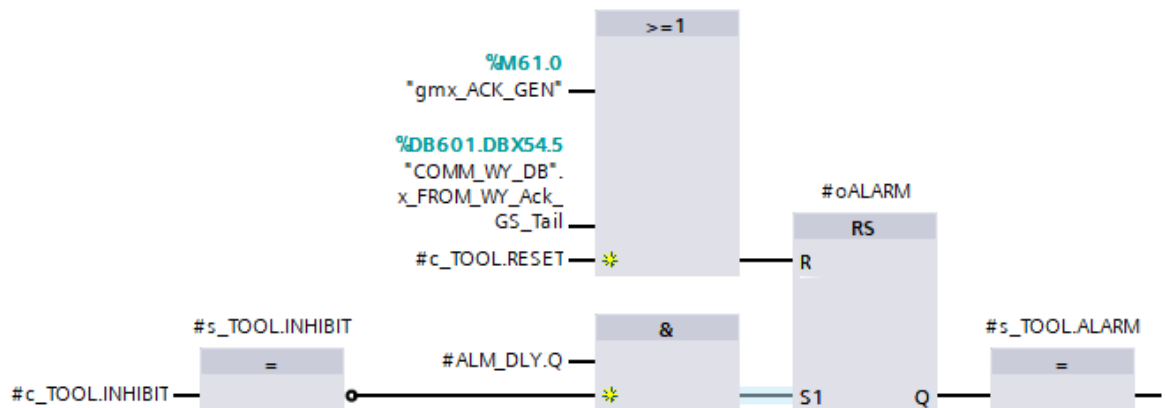 >=1
%M61.0
"gmx_ACK_GEN"
%DB601.DBX54.5
"COMM_WY_DB".
x_FROM_WY_Ack_
GS_Tail
#c_TOOL.RESET
#oALARM
RS
R
#s_TOOL.INHIBIT
=
#c_TOOL.INHIBIT
&
#ALM_DLY.Q
S1
Q
#s_TOOL.ALARM
=